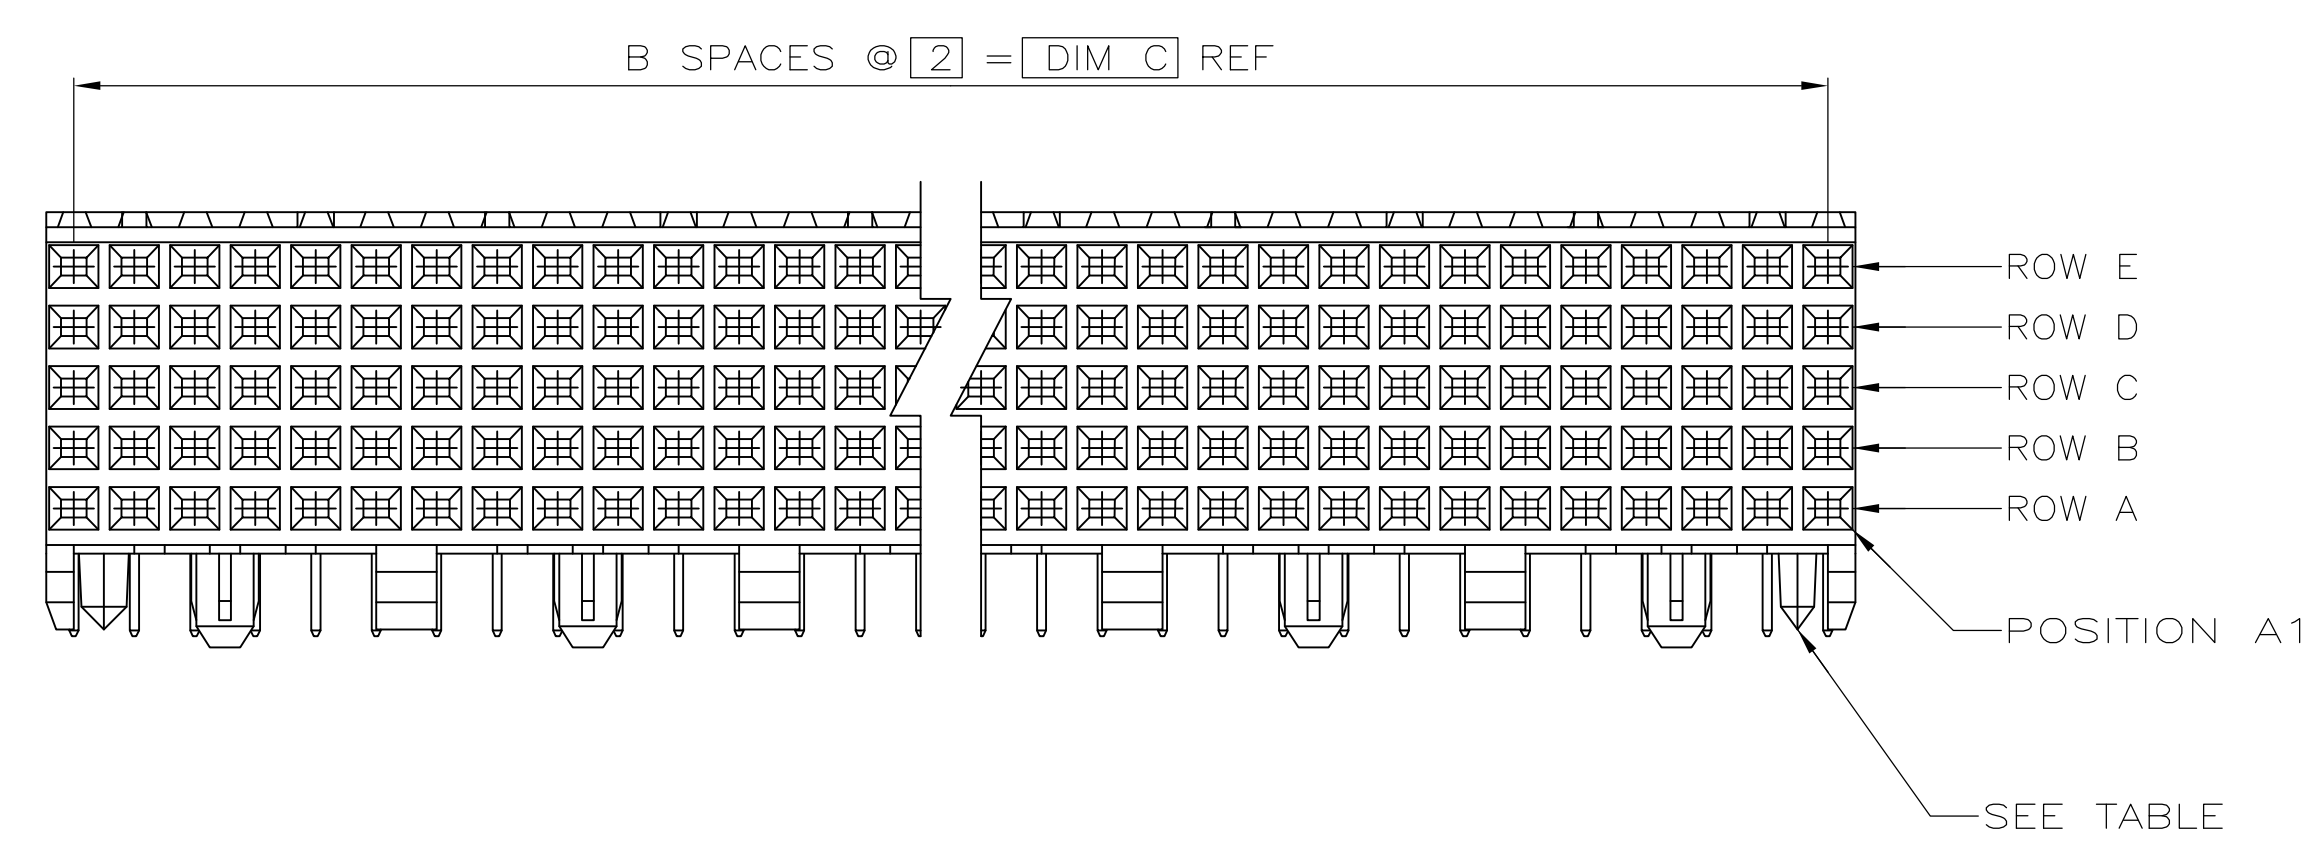 B SPACES @ 2 = DIM C REF
ROW E
ROW D
ROW C
ROW B
ROW A
POSITION A1
SEE TABLE